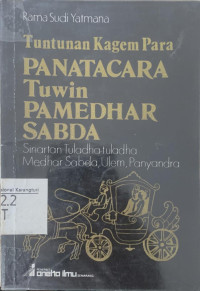 Rama Sudi Yatmana
Tuntunan Kagem Para
PANATACARA
Tuwin
PAMEDHAR
SABDA
Sinartan Tuladha-tuladha
Medhar Sabda, Ulem, Panyandra
2.2
T
aneka ilmu